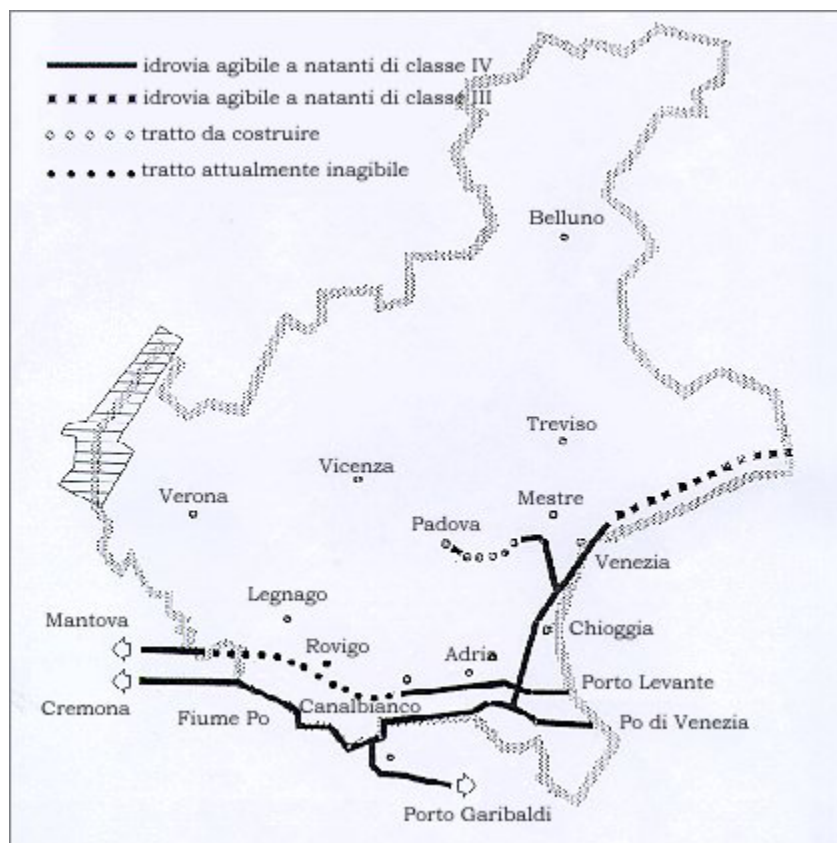 idrovia agibile a natanti di classe IV
idrovia agibile a natanti di classe III
tratto da costruire
tratto attualmente inagibile
Belluno
Treviso
Vicenza
Verona
Mestre
Padova
Venezia
Legnago
Mantova
Chioggia
Rovigo
Adria
Porto Levante
Cremona
Fiume Po
Canalbianco
Po di Venezia
Porto Garibaldi